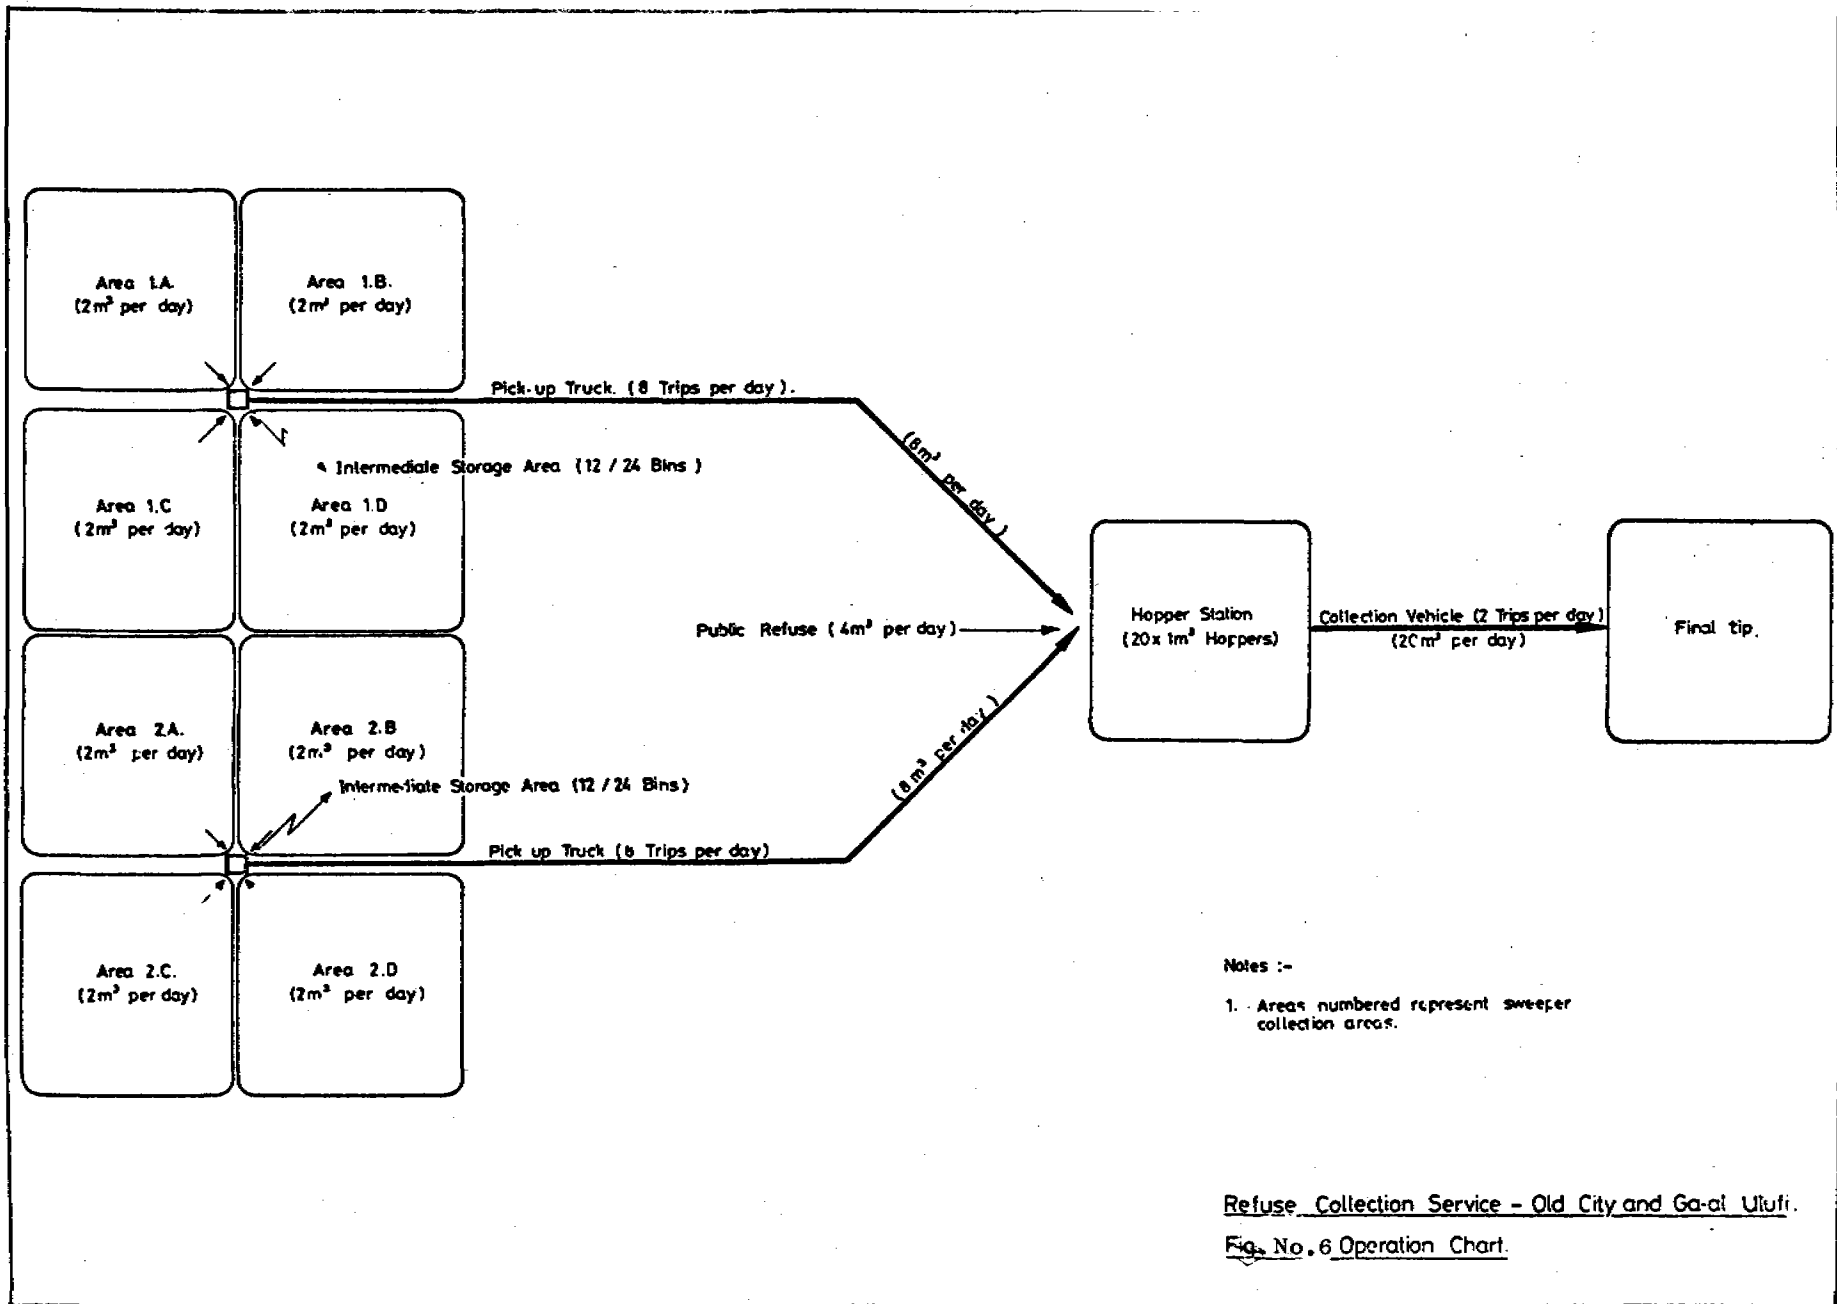 Area 1.A.
(2m³ per day)
Area 1.B.
(2m³ per day)
Pick-up Truck. (8 Trips per day).
(8m³ per day)
Intermediate Storage Area (12 / 24 Bins)
Area 1.C
(2m³ per day)
Area 1.D
(2m³ per day)
Public Refuse (4m³ per day)
Hopper Station
(20x 1m³ Hoppers)
Collection Vehicle (2 Trips per day)
(20m³ per day)
Final tip.
Area 2.A.
(2m³ per day)
Area 2.B
(2m³ per day)
Intermediate Storage Area (12 / 24 Bins)
(8m³ per day)
Pick up Truck ( Trips per day)
Area 2.C.
(2m³ per day)
Area 2.D
(2m³ per day)
Notes :-
1. Areas numbered represent sweeper
collection areas.
Refuse Collection Service - Old City and Ga-al Ulufi.
Fig. No. 6 Operation Chart.